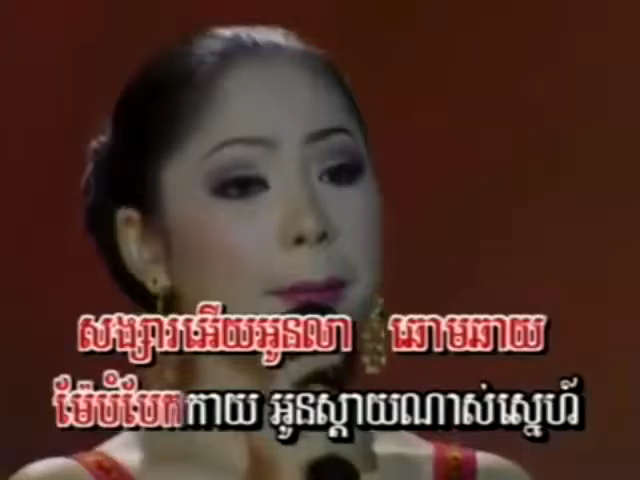 សង្សារអើយអូនលា ឆោមឆាយ
ម៉ែបំបែកកាយ អូនស្តាយណាស់ស្នេហ៍